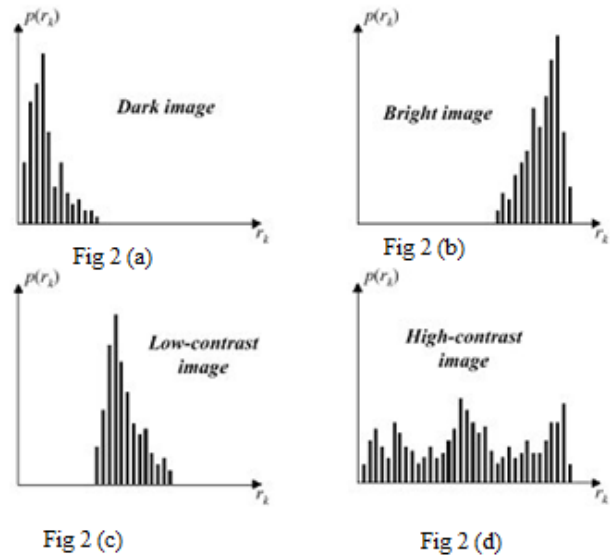 p(r_k)
Dark image
r_k
Fig 2 (a)
p(r_k)
Bright image
r_k
Fig 2 (b)
p(r_k)
Low-contrast
image
r_k
Fig 2 (c)
p(r_k)
High-contrast
image
r_k
Fig 2 (d)